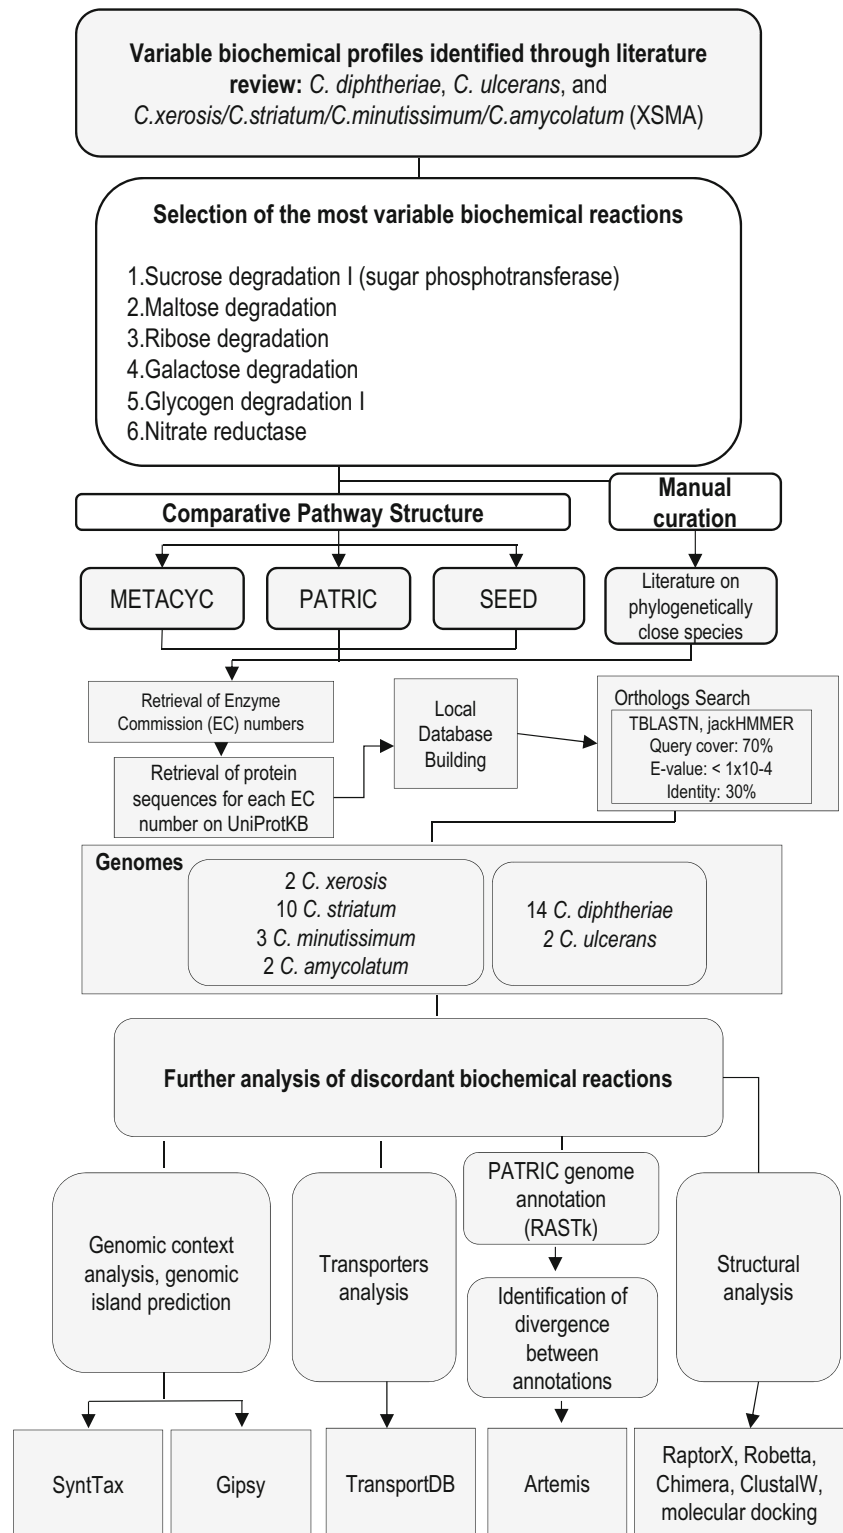 Variable biochemical profiles identified through literature
review: C. diphtheriae, C. ulcerans, and
C.xerosis/C.striatum/C.minutissimum/C.amycolatum (XSMA)
Selection of the most variable biochemical reactions
1.Sucrose degradation I (sugar phosphotransferase)
2.Maltose degradation
3.Ribose degradation
4.Galactose degradation
5.Glycogen degradation I
6.Nitrate reductase
Comparative Pathway Structure
Manual
curation
METACYC
PATRIC
SEED
Literature on
phylogenetically
close species
Retrieval of Enzyme
Commission (EC) numbers
Retrieval of protein
sequences for each EC
number on UniProtKB
Local
Database
Building
Orthologs Search
TBLASTN, jackHMMER
Query cover: 70%
E-value: < 1x10-4
Identity: 30%
Genomes
2 C. xerosis
10 C. striatum
3 C. minutissimum
2 C. amycolatum
14 C. diphtheriae
2 C. ulcerans
Further analysis of discordant biochemical reactions
Genomic context
analysis, genomic
island prediction
Transporters
analysis
PATRIC genome
annotation
(RASTk)
Identification of
divergence
between
annotations
Structural
analysis
SyntTax
Gipsy
TransportDB
Artemis
RaptorX, Robetta,
Chimera, ClustalW,
molecular docking